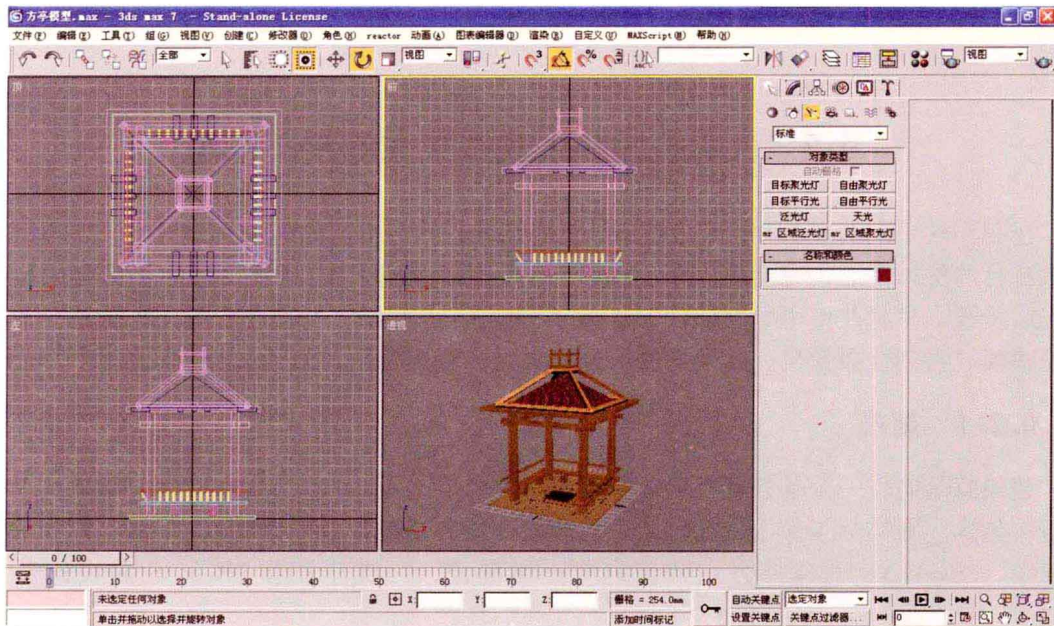 方亭模型.max - 3ds max 7 - Stand-alone License
文件(F) 编辑(E) 工具(T) 组(G) 视图(V) 创建(C) 修改器(O) 角色(H) reactor 动画(A) 图表编辑器(D) 渲染(R) 自定义(U) MAXScript(M) 帮助(H)
全部 视图 视图
顶 前
左 透视
标准
- 对象类型
自动栅格
目标聚光灯 自由聚光灯
目标平行光 自由平行光
泛光灯 天光
mr 区域泛光灯 mr 区域聚光灯
- 名称和颜色
< 0 / 100 >
0 10 20 30 40 50 60 70 80 90 100
未选定任何对象 X: Y: Z: 栅格 = 254.0mm 自动关键点 选定对象
单击并拖动以选择并旋转对象 添加时间标记 设置关键点 关键点过滤器... 0